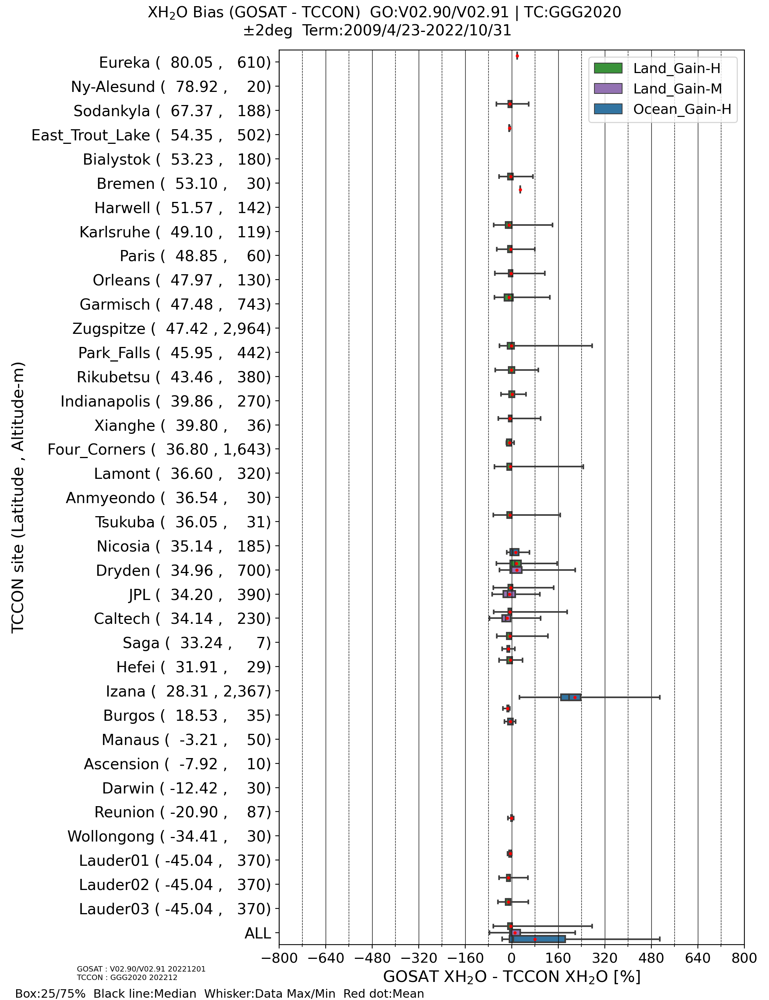 XH₂O Bias (GOSAT - TCCON)  GO:V02.90/V02.91 | TC:GGG2020
±2deg  Term:2009/4/23-2022/10/31
Land_Gain-H
Land_Gain-M
Ocean_Gain-H
TCCON site (Latitude , Altitude-m)
Eureka (  80.05 ,   610)
Ny-Alesund (  78.92 ,    20)
Sodankyla (  67.37 ,   188)
East_Trout_Lake (  54.35 ,   502)
Bialystok (  53.23 ,   180)
Bremen (  53.10 ,    30)
Harwell (  51.57 ,   142)
Karlsruhe (  49.10 ,   119)
Paris (  48.85 ,    60)
Orleans (  47.97 ,   130)
Garmisch (  47.48 ,   743)
Zugspitze (  47.42 , 2,964)
Park_Falls (  45.95 ,   442)
Rikubetsu (  43.46 ,   380)
Indianapolis (  39.86 ,   270)
Xianghe (  39.80 ,    36)
Four_Corners (  36.80 , 1,643)
Lamont (  36.60 ,   320)
Anmyeondo (  36.54 ,    30)
Tsukuba (  36.05 ,    31)
Nicosia (  35.14 ,   185)
Dryden (  34.96 ,   700)
JPL (  34.20 ,   390)
Caltech (  34.14 ,   230)
Saga (  33.24 ,     7)
Hefei (  31.91 ,    29)
Izana (  28.31 , 2,367)
Burgos (  18.53 ,    35)
Manaus (  -3.21 ,    50)
Ascension (  -7.92 ,    10)
Darwin ( -12.42 ,    30)
Reunion ( -20.90 ,    87)
Wollongong ( -34.41 ,    30)
Lauder01 ( -45.04 ,   370)
Lauder02 ( -45.04 ,   370)
Lauder03 ( -45.04 ,   370)
ALL
−800 −640 −480 −320 −160 0 160 320 480 640 800
GOSAT XH₂O - TCCON XH₂O [%]
GOSAT : V02.90/V02.91 20221201
TCCON : GGG2020 202212
Box:25/75%  Black line:Median  Whisker:Data Max/Min  Red dot:Mean